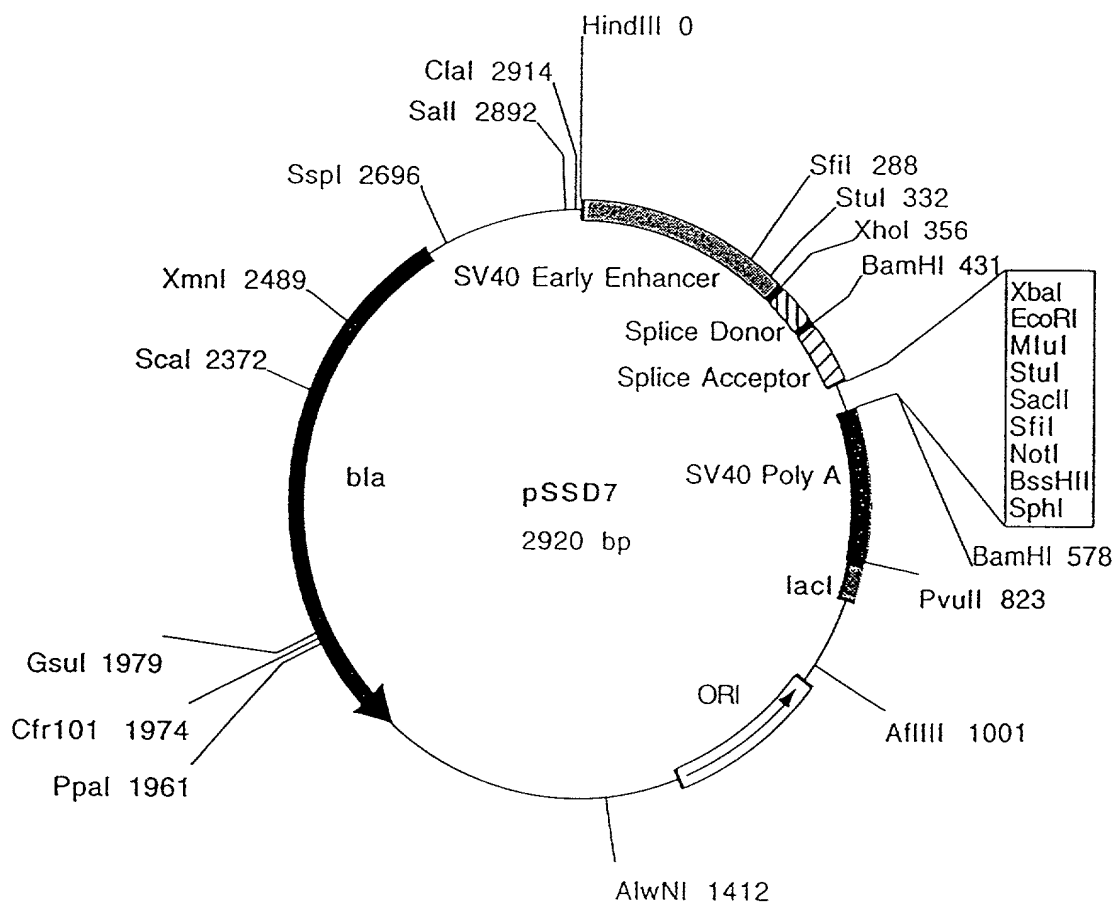 HindIII 0
ClaI 2914
SalI 2892
SspI 2696
SfiI 288
StuI 332
XhoI 356
BamHI 431
SV40 Early Enhancer
XmnI 2489
Splice Donor
ScaI 2372
Splice Acceptor
XbaI
EcoRI
MluI
StuI
SacII
SfiI
NotI
BssHII
SphI
bla
pSSD7
2920 bp
SV40 Poly A
BamHI 578
lacI
PvuII 823
GsuI 1979
Cfr101 1974
PpaI 1961
ORI
AflIII 1001
AlwNI 1412